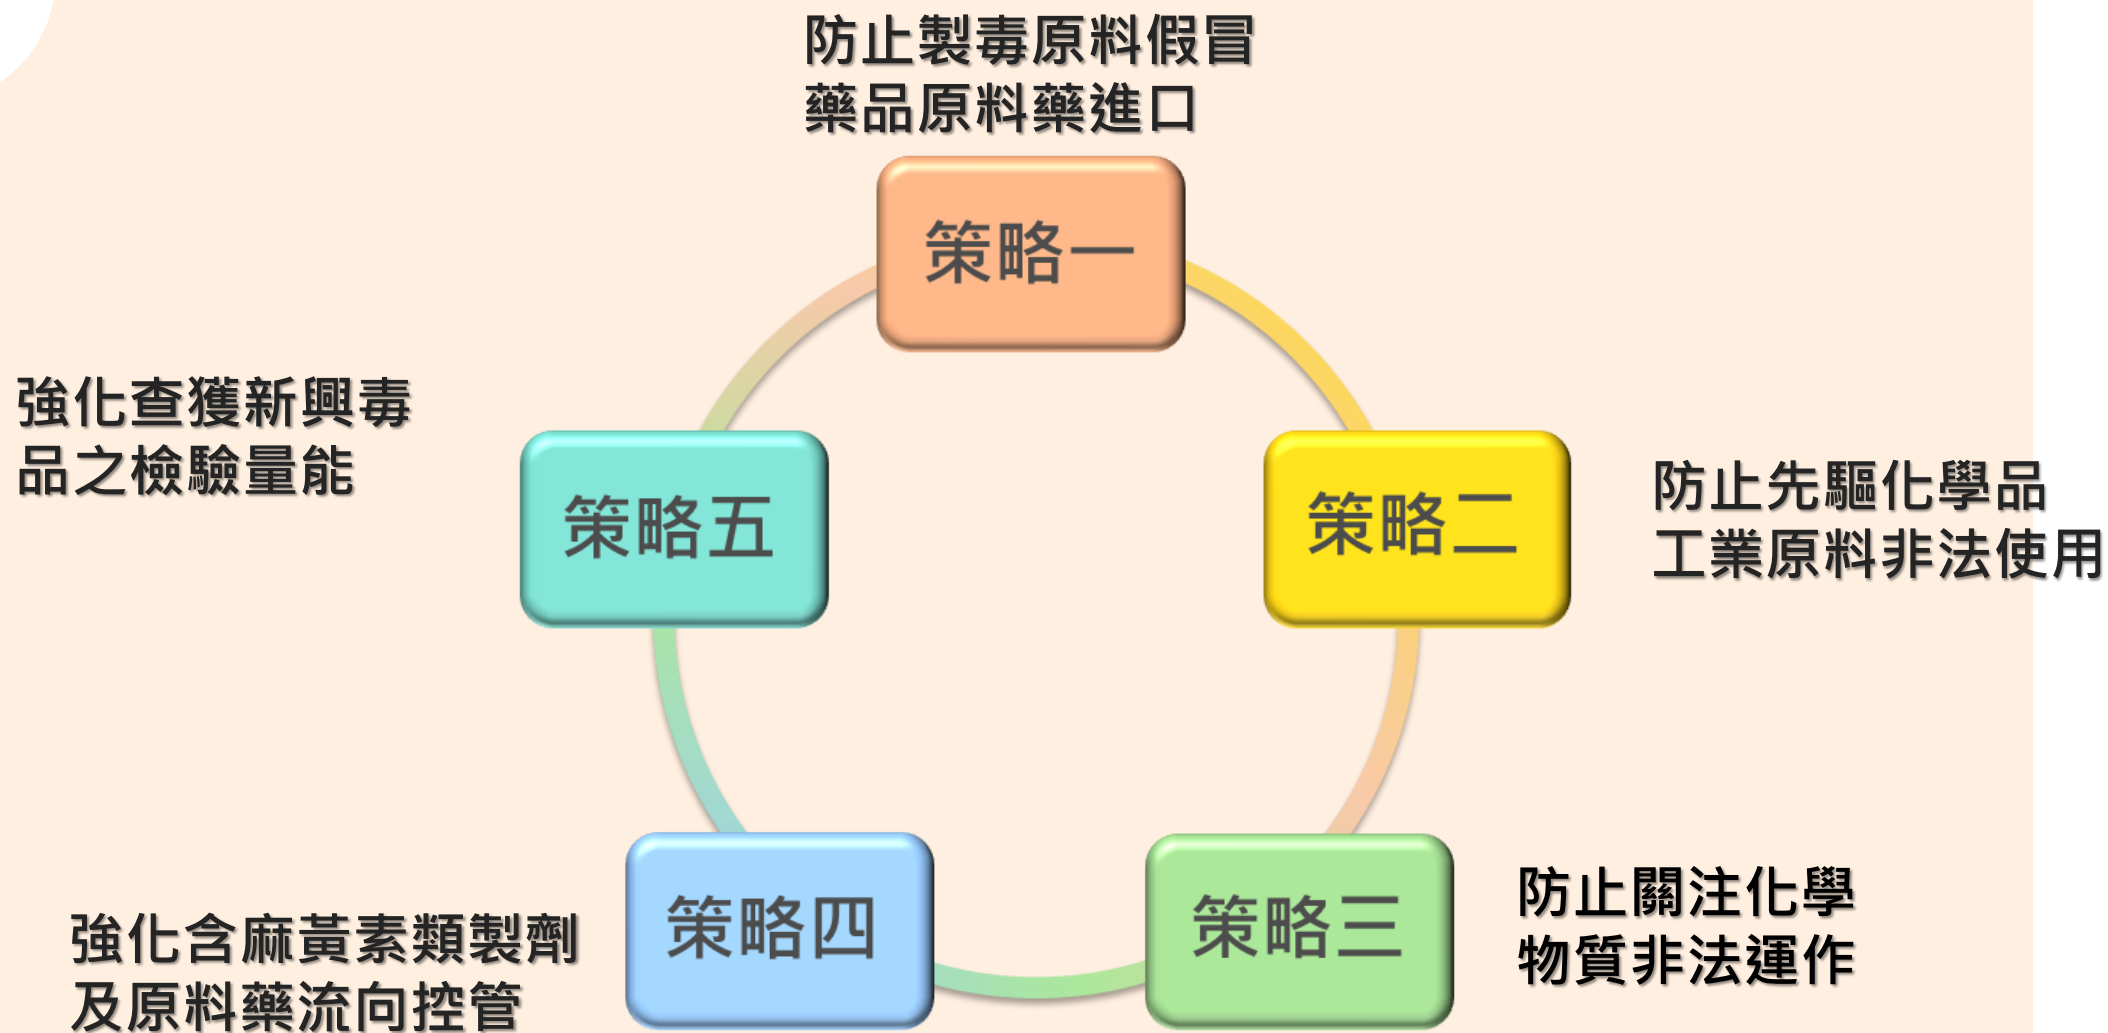 防止製毒原料假冒
藥品原料藥進口
策略一
防止先驅化學品
工業原料非法使用
策略二
防止關注化學
物質非法運作
策略三
強化含麻黃素類製劑
及原料藥流向控管
策略四
強化查獲新興毒
品之檢驗量能
策略五